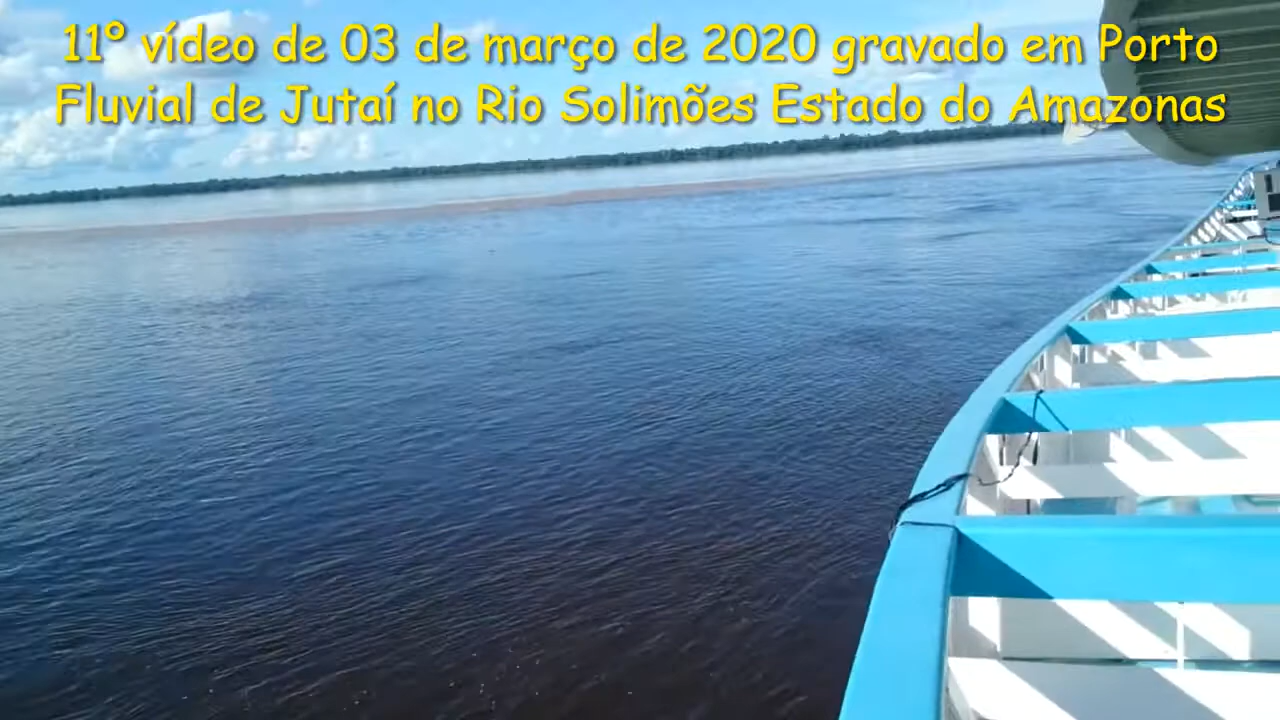 11º vídeo de 03 de março de 2020 gravado em Porto
Fluvial de Jutaí no Rio Solimões Estado do Amazonas